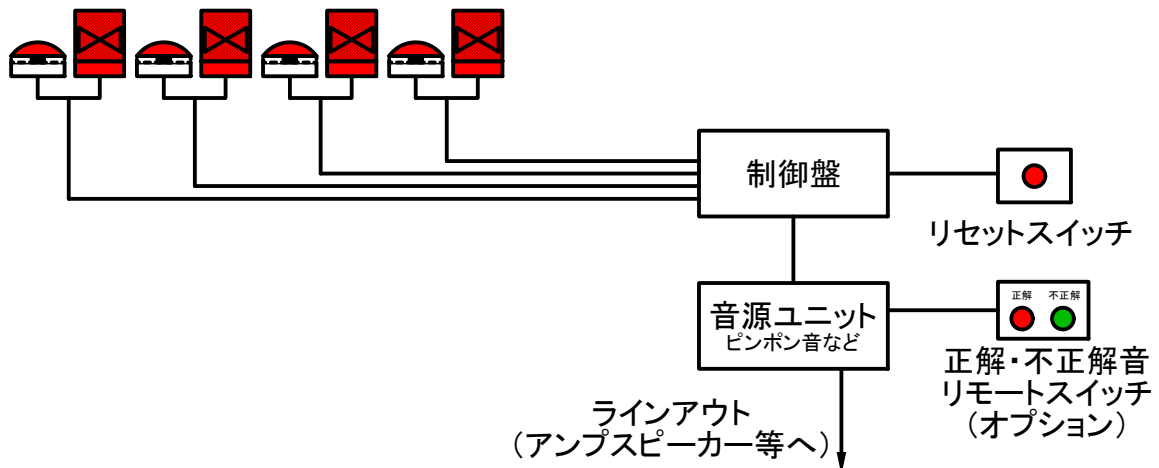 制御盤
リセットスイッチ
音源ユニット
ピンポン音など
正解 不正解
正解・不正解音
リモートスイッチ
（オプション）
ラインアウト
（アンプスピーカー等へ）